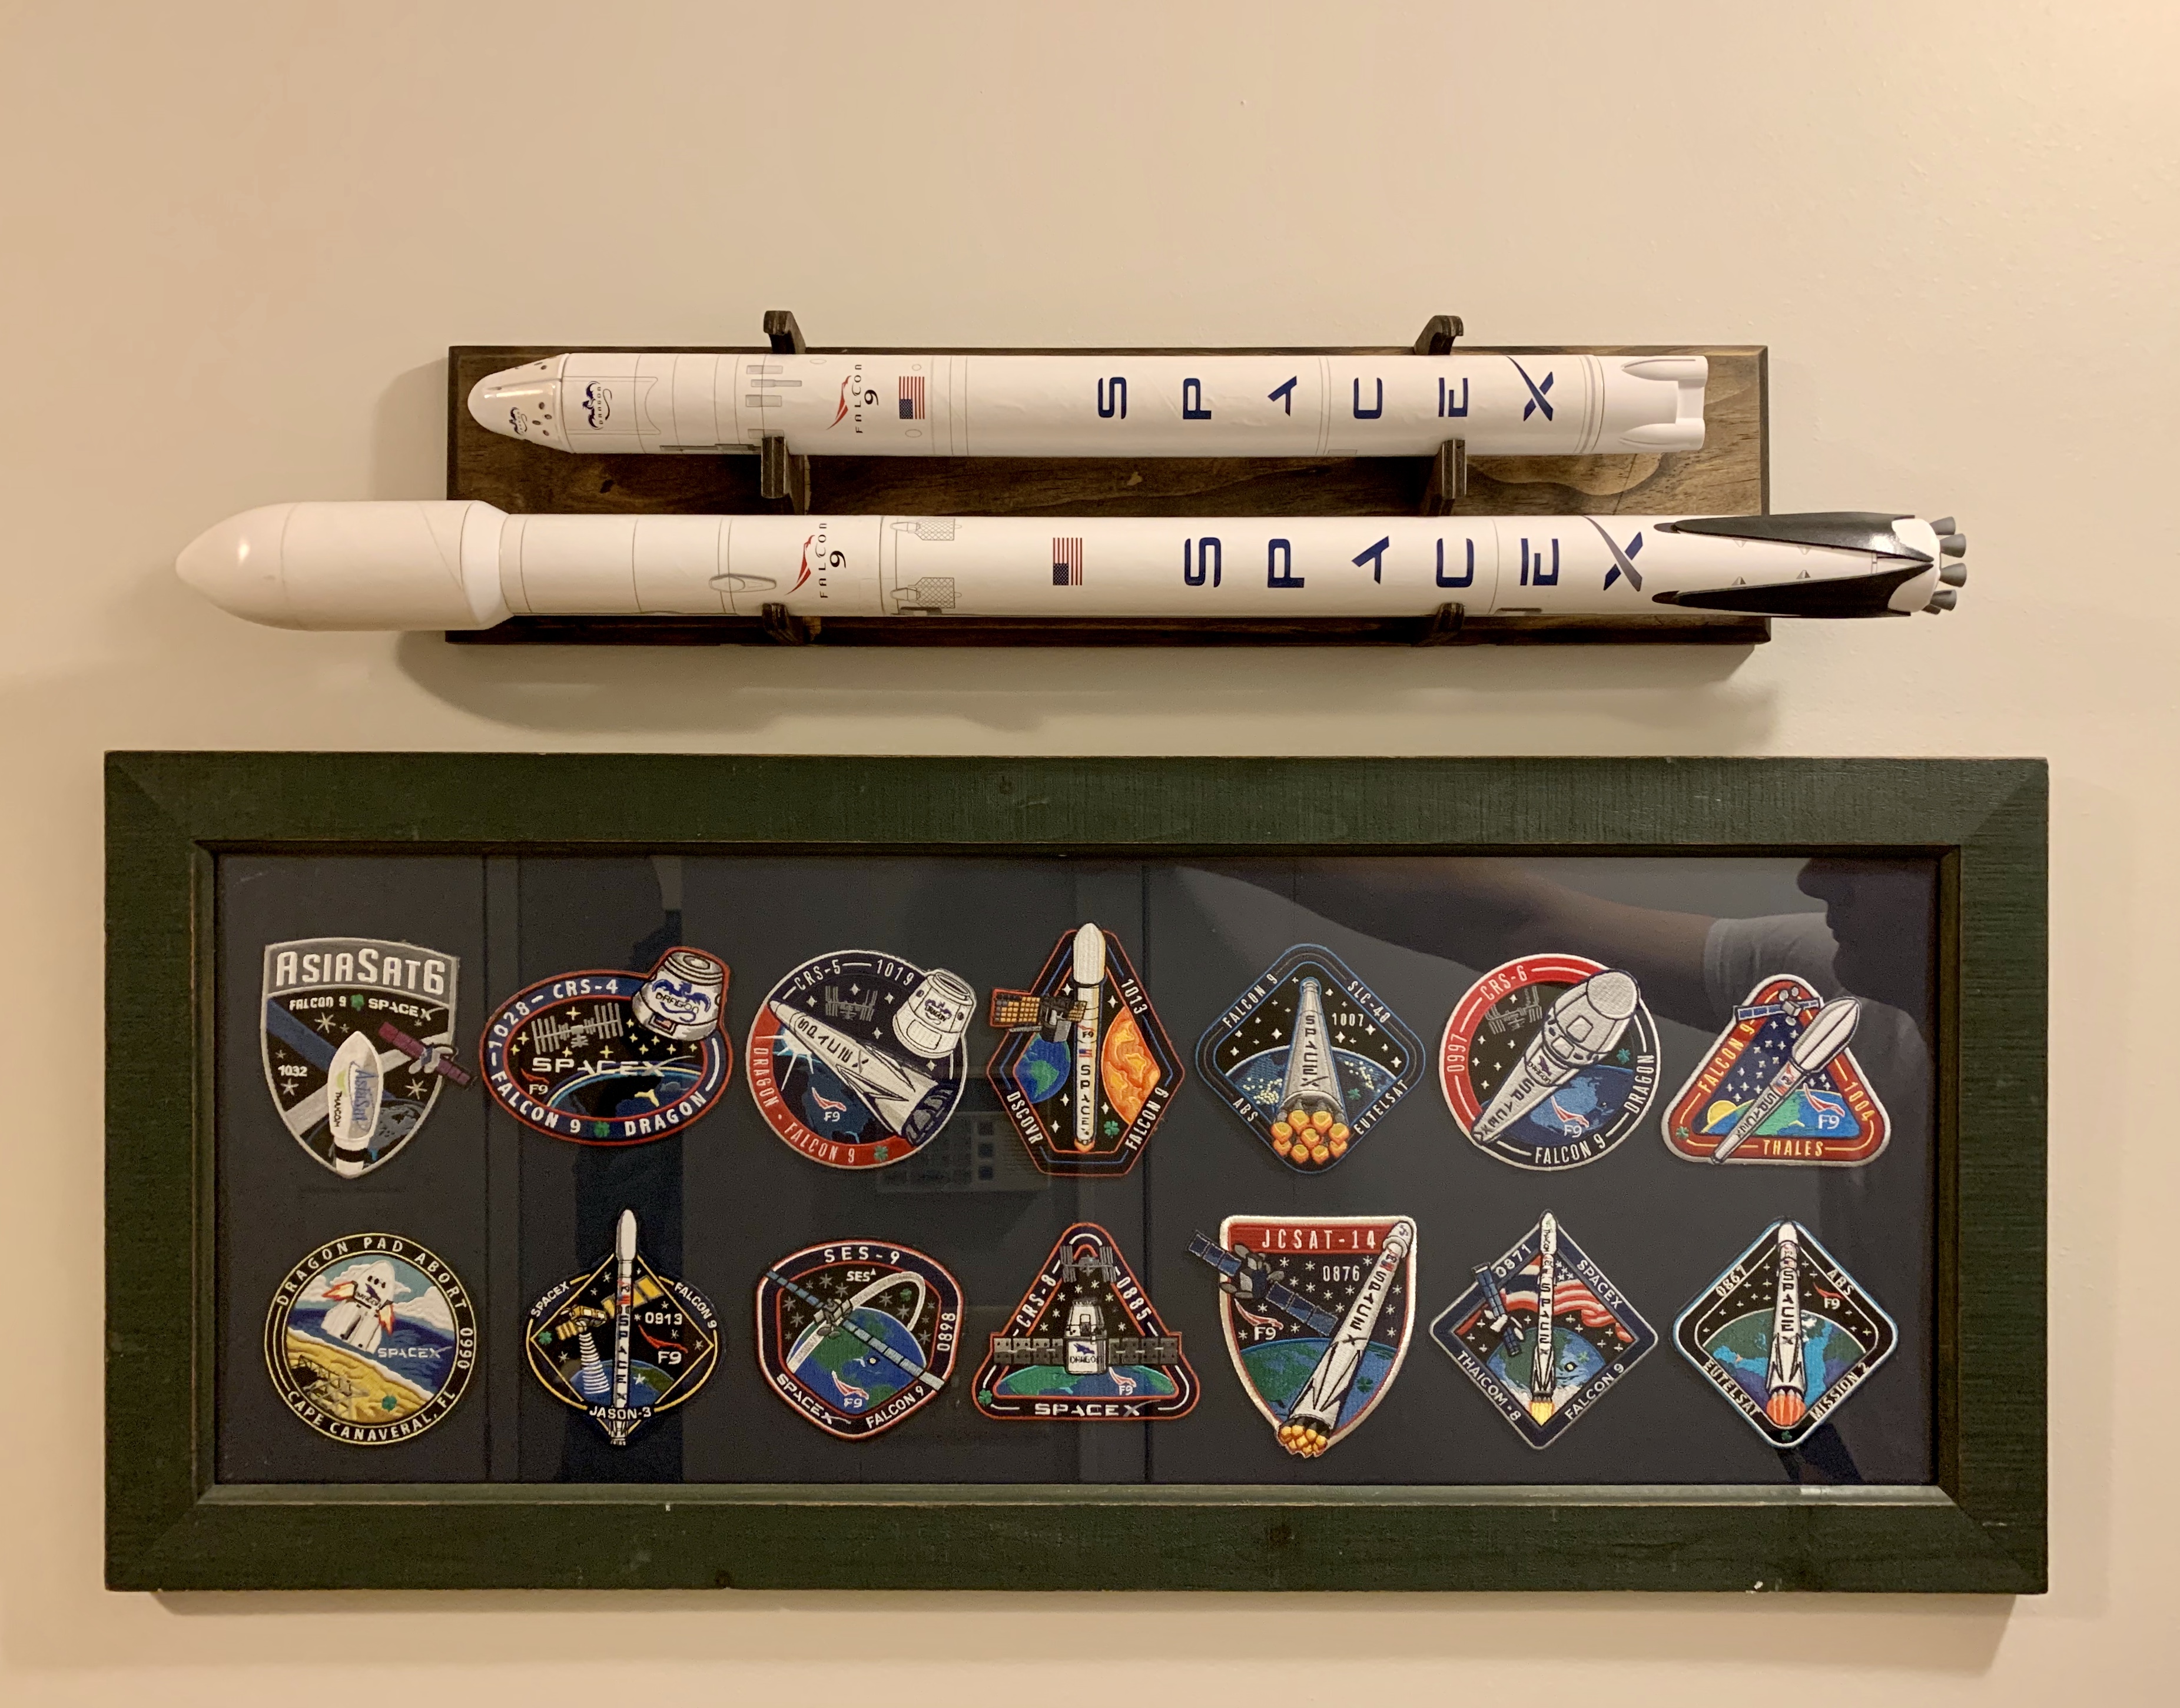 DRAGON
FALCON 9
SPACEX
FALCON 9
SPACEX
ASIASAT6
FALCON 9 SPACEX
1032
AsiaSat
THAICOM
1028 - CRS-4
DRAGON
SPACEX
F9
FALCON 9 DRAGON
CRS-5 1019
SPACEX
F9
DRAGON · FALCON 9
1013
F9
SPACEX
DSCOVR
FALCON 9
FALCON 9
SLC-40
1007
SPACEX
ABS
EUTELSAT
CRS-6
0997
DRAGON
SPACEX
F9
DRAGON
FALCON 9
FALCON 9
1004
SPACEX
F9
THALES
DRAGON PAD ABORT 0990
SPACEX
CAPE CANAVERAL, FL
SPACEX
FALCON 9
0913
SPACEX
F9
JASON-3
SES-9
SES
0898
F9
SPACEX
FALCON 9
CRS-8
0885
DRAGON
F9
SPACEX
JCSAT-14
0876
SPACEX
F9
0871
SPACEX
SPACEX
THAICOM-8
FALCON 9
0867
ABS
F9
SPACEX
EUTELSAT
MISSION 2